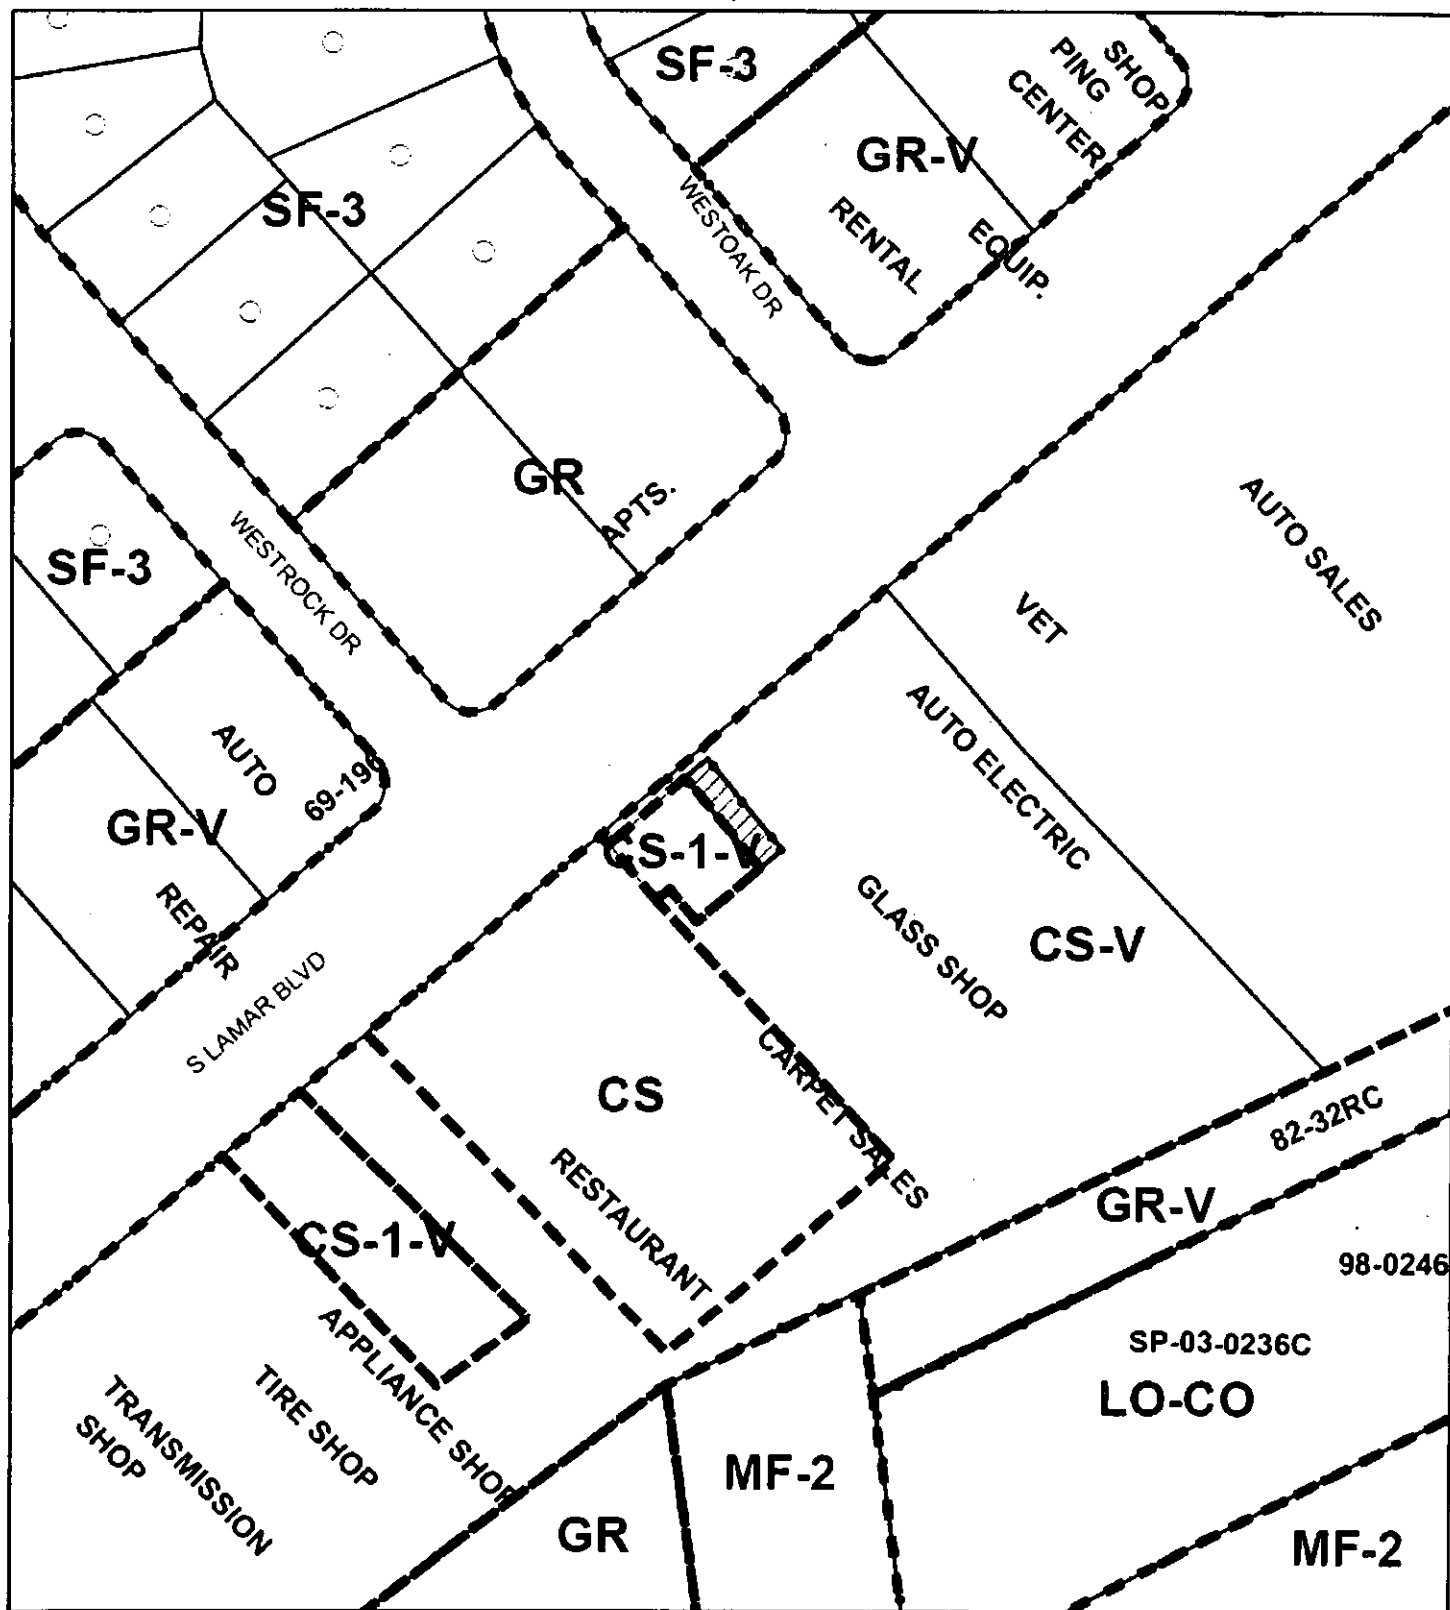 SF-3
SHOP
PING
CENTER
GR-V
RENTAL
EQUIP.
WESTOAK DR
SF-3
GR
APTS.
SF-3
WESTROCK DR
AUTO SALES
VET
AUTO ELECTRIC
AUTO
69-196
GR-V
REPAIR
CS-1-V
GLASS SHOP
CS-V
S LAMAR BLVD
CS
CARPET SALES
82-32RC
RESTAURANT
GR-V
CS-1-V
98-0246
SP-03-0236C
LO-CO
APPLIANCE SHOP
TIRE SHOP
TRANSMISSION
SHOP
MF-2
GR
MF-2